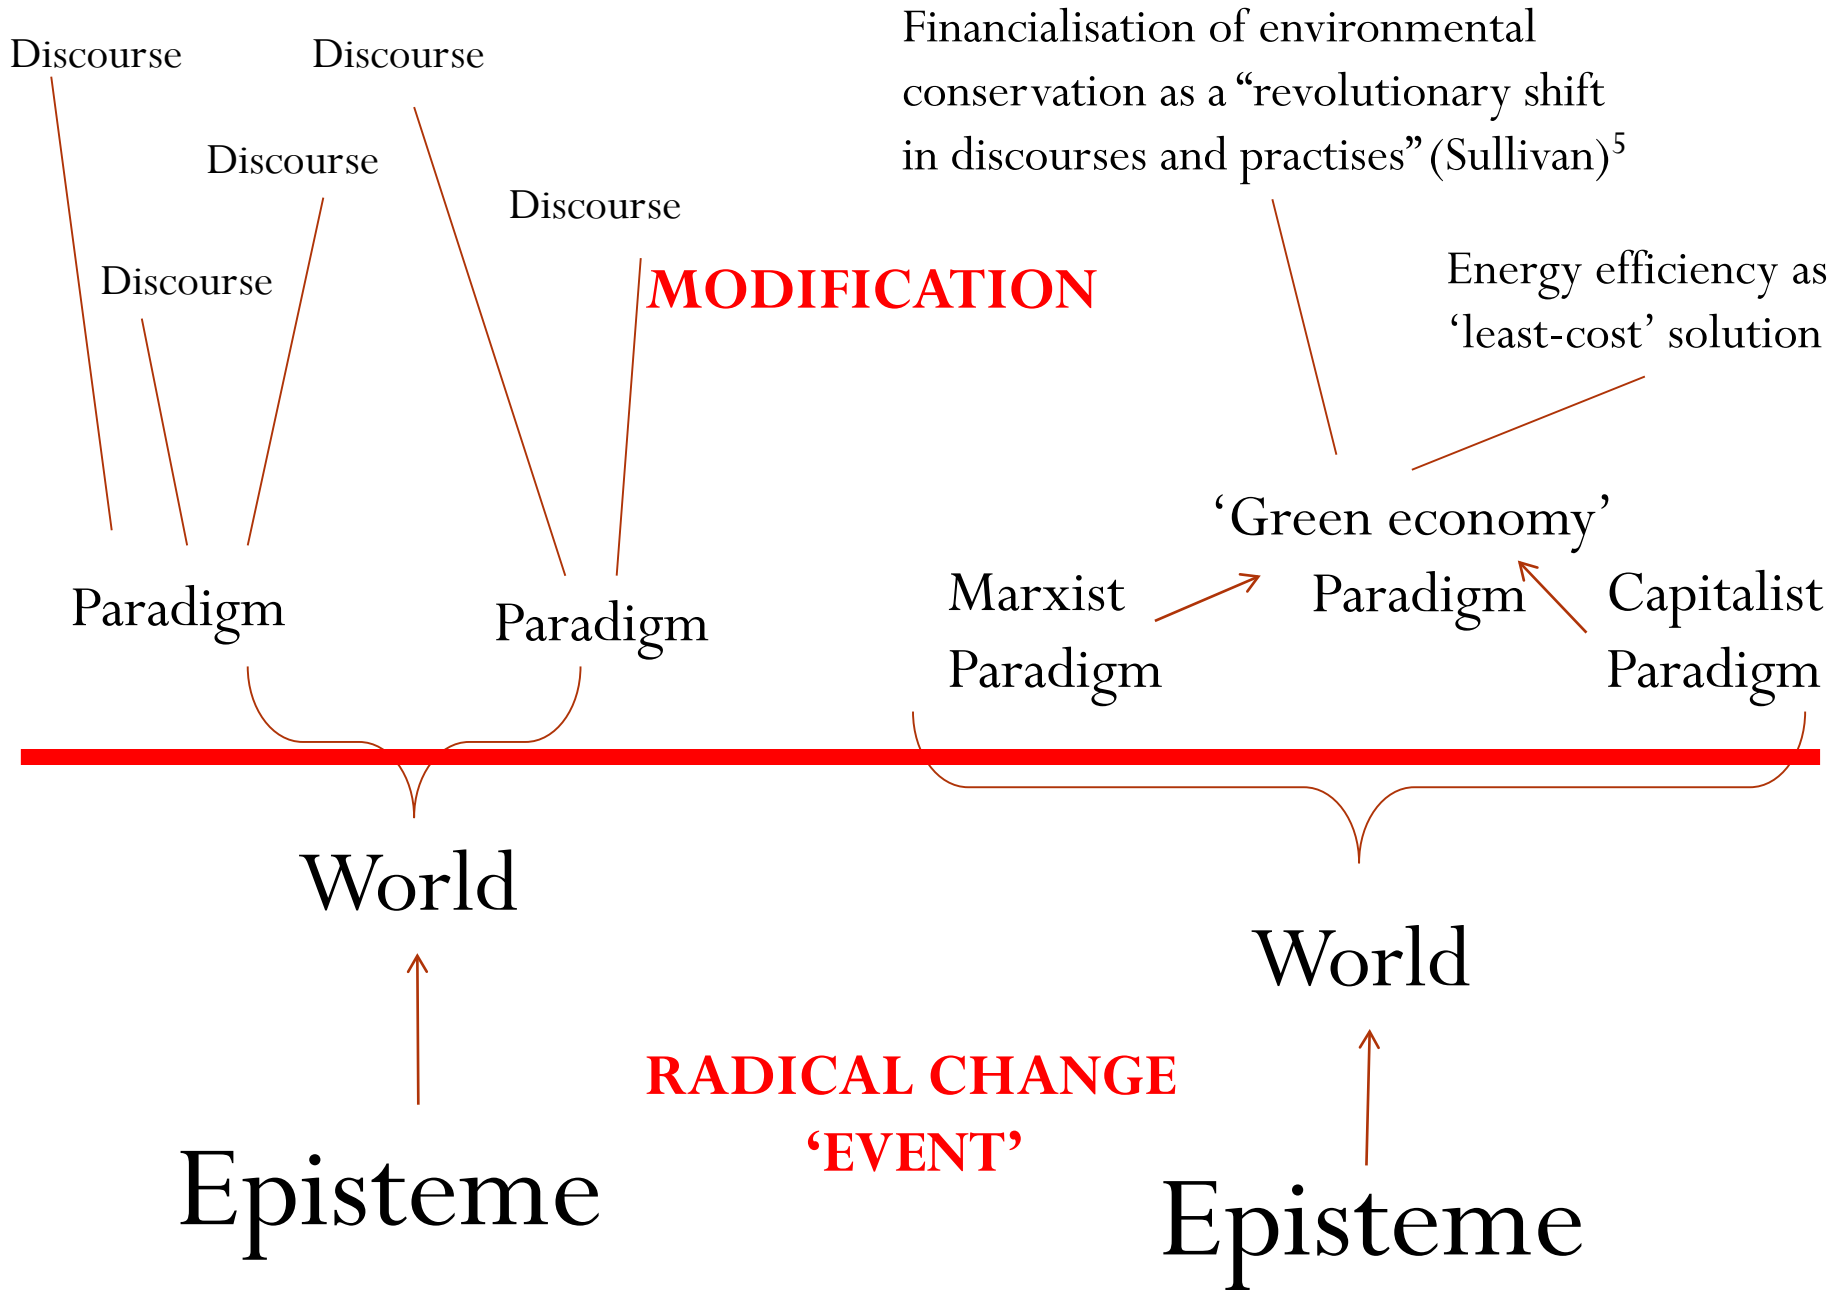 Discourse
Discourse
Discourse
Discourse
Discourse
Financialisation of environmental
conservation as a “revolutionary shift
in discourses and practises” (Sullivan)5
MODIFICATION
Energy efficiency as
‘least-cost’ solution
Paradigm
Paradigm
‘Green economy’
Paradigm
Marxist
Paradigm
Capitalist
Paradigm
World
World
RADICAL CHANGE
‘EVENT’
Episteme
Episteme